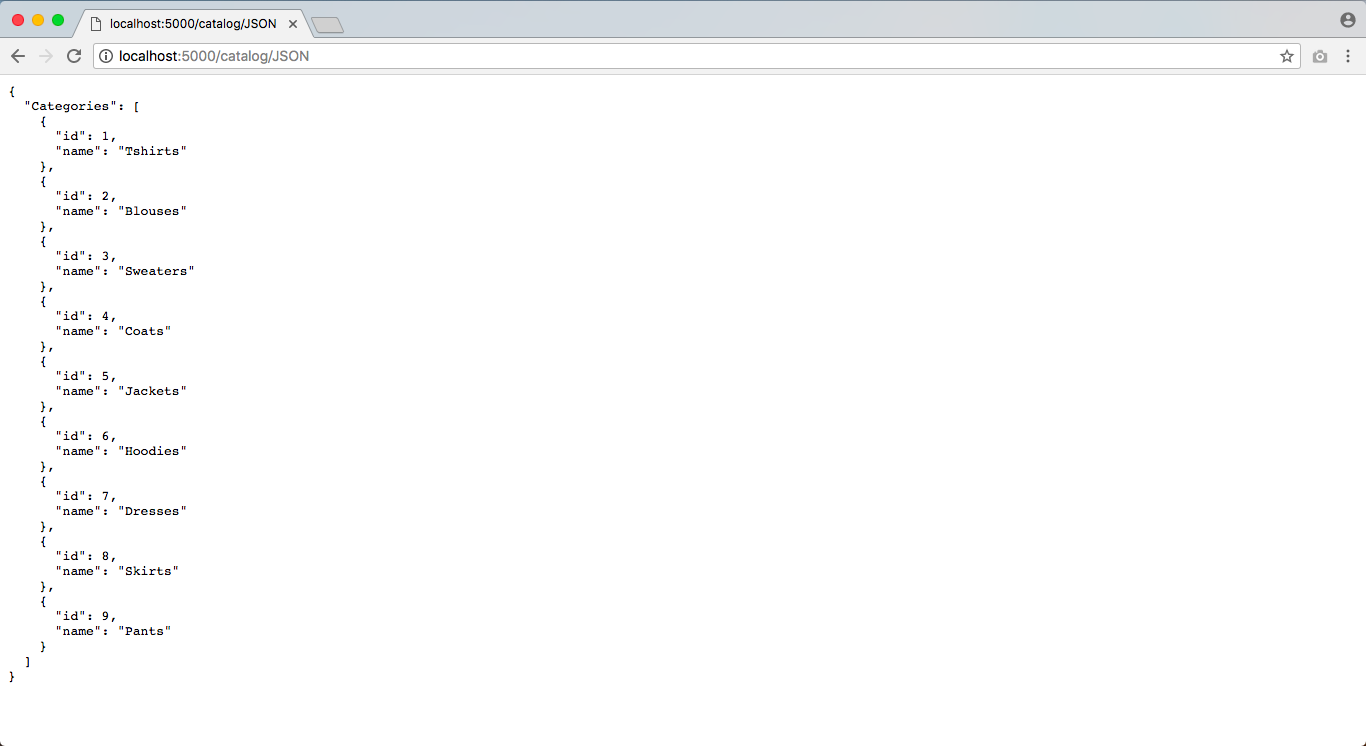 localhost:5000/catalog/JSON
localhost:5000/catalog/JSON
{
  "Categories": [
    {
      "id": 1,
      "name": "Tshirts"
    },
    {
      "id": 2,
      "name": "Blouses"
    },
    {
      "id": 3,
      "name": "Sweaters"
    },
    {
      "id": 4,
      "name": "Coats"
    },
    {
      "id": 5,
      "name": "Jackets"
    },
    {
      "id": 6,
      "name": "Hoodies"
    },
    {
      "id": 7,
      "name": "Dresses"
    },
    {
      "id": 8,
      "name": "Skirts"
    },
    {
      "id": 9,
      "name": "Pants"
    }
  ]
}